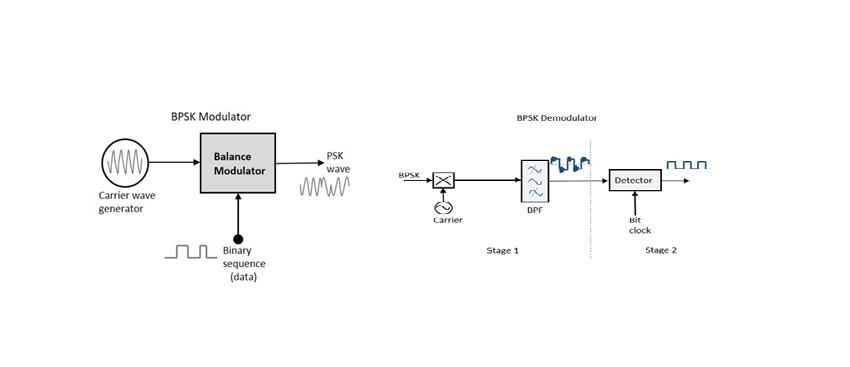 BPSK Modulator
Balance
Modulator
PSK
wave
Carrier wave
generator
Binary
sequence
(data)
BPSK Demodulator
BPSK
Carrier
BPF
Detector
Bit
clock
Stage 1
Stage 2